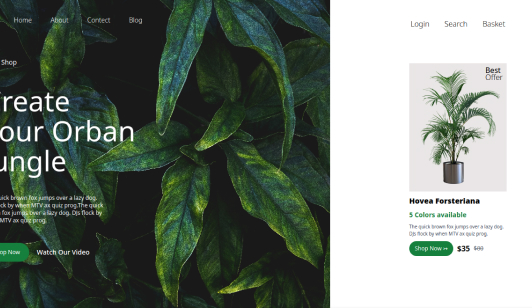 Home About Contect Blog
Login Search Basket
Shop
reate
our Orban
ungle
uick brown fox jumps over a lazy dog.
ock by when MTV ax quiz prog.The quick
fox jumps over a lazy dog. DJs flock by
MTV ax quiz prog.
op Now Watch Our Video
Best
Offer
Hovea Forsteriana
5 Colors available
The quick brown fox jumps over a lazy dog.
DJs flock by when MTV ax quiz prog.
Shop Now $35